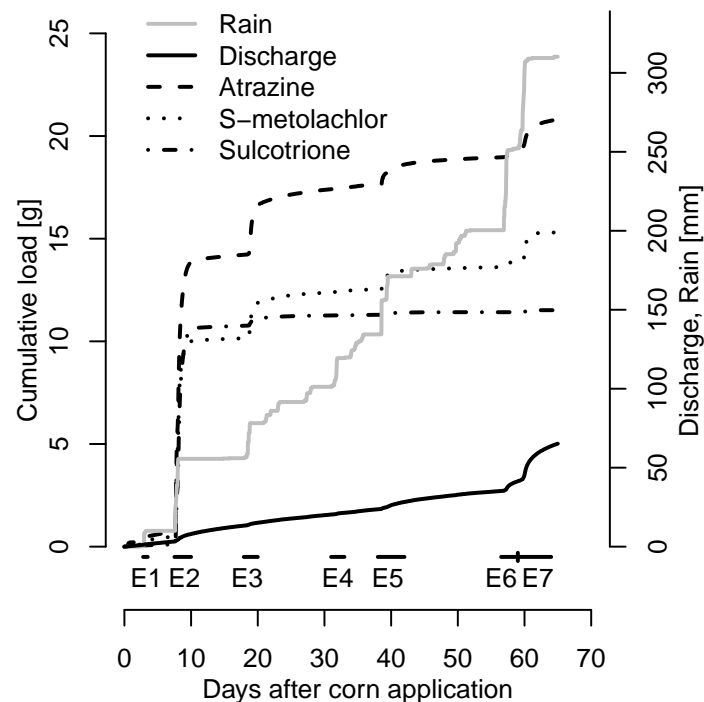 Rain
Discharge
Atrazine
S−metolachlor
Sulcotrione
Cumulative load [g]
25
20
15
10
5
0
Discharge, Rain [mm]
300
250
200
150
100
50
0
E1 E2 E3 E4 E5 E6 E7
0 10 20 30 40 50 60 70
Days after corn application